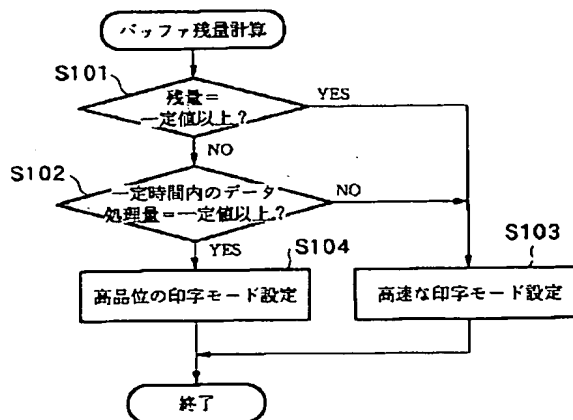 バッファ残量計算
S101
残量=
一定値以上?
YES
NO
S102
一定時間内のデータ
処理量=一定値以上?
NO
YES
S104
高品位の印字モード設定
S103
高速な印字モード設定
終了